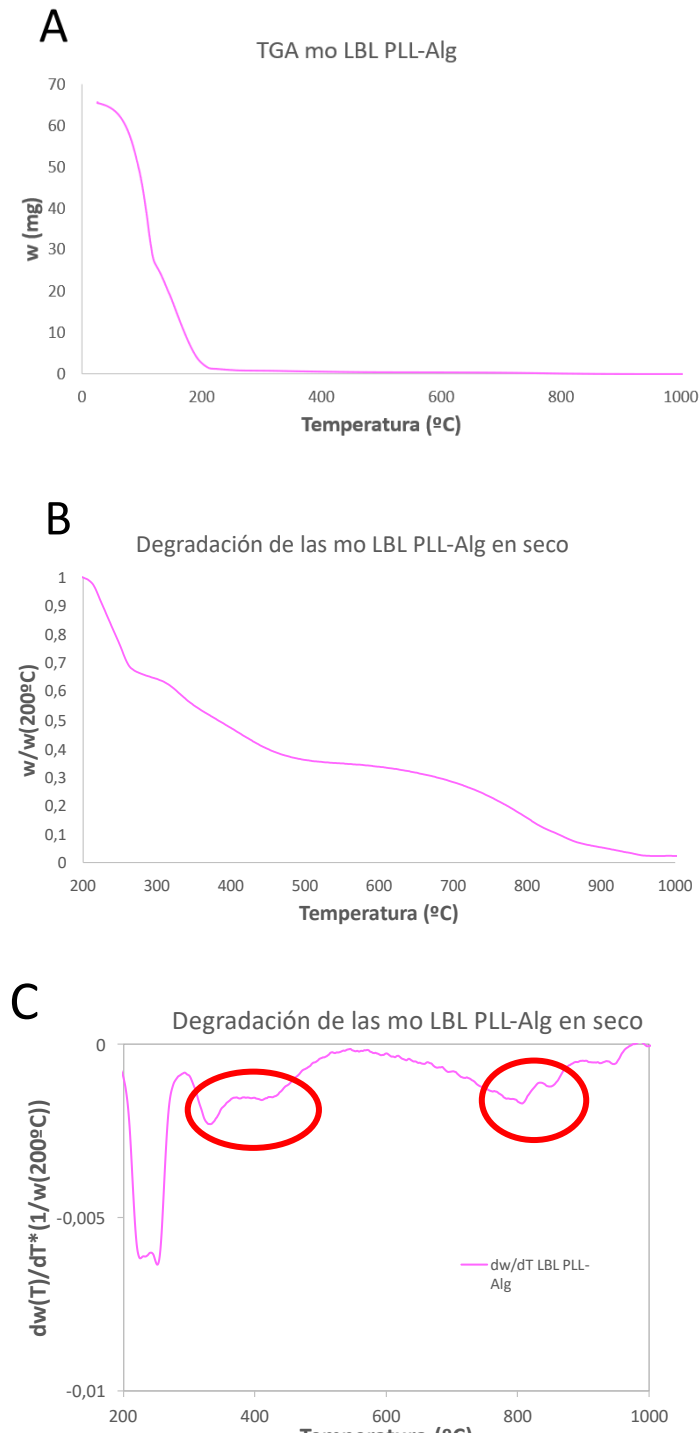 A
TGA mo LBL PLL-Alg
70
60
50
40
30
20
10
0
w (mg)
0 200 400 600 800 1000
Temperatura (ºC)
B
Degradación de las mo LBL PLL-Alg en seco
1
0,9
0,8
0,7
0,6
0,5
0,4
0,3
0,2
0,1
0
w/w(200ºC)
200 300 400 500 600 700 800 900 1000
Temperatura (ºC)
C
Degradación de las mo LBL PLL-Alg en seco
0
-0,005
-0,01
dw(T)/dT*(1/w(200ºC))
dw/dT LBL PLL-
Alg
200 400 600 800 1000
Temperatura (ºC)